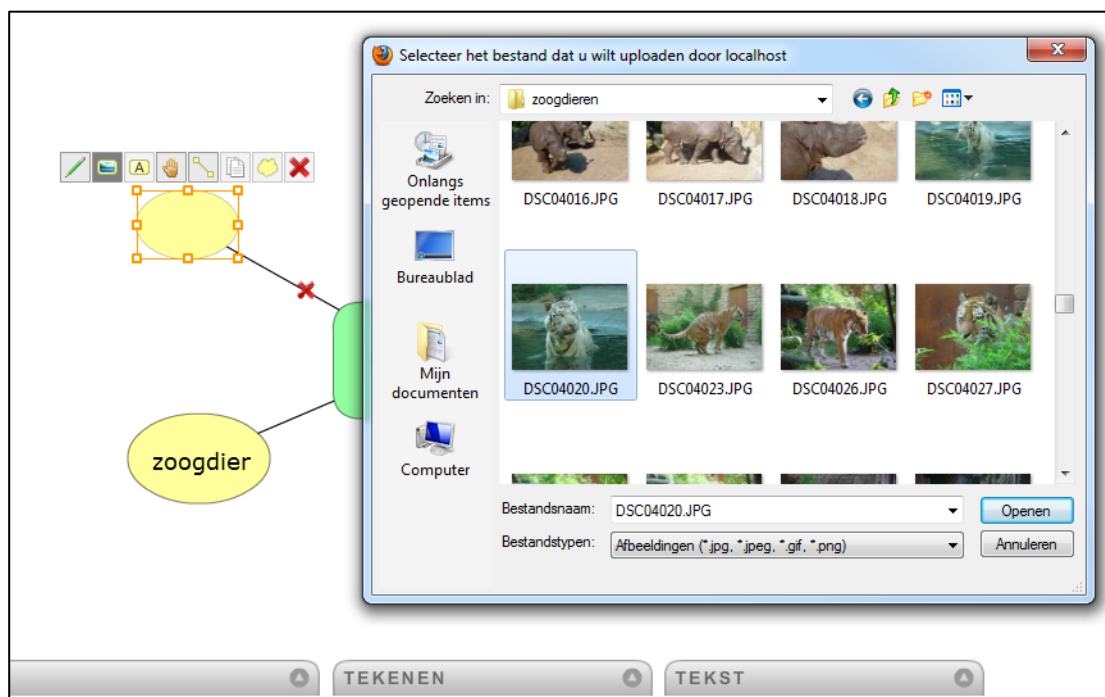 Selecteer het bestand dat u wilt uploaden door localhost
Zoeken in:
zoogdieren
A
Onlangs
geopende items
Bureaublad
Mijn
documenten
Computer
DSC04016.JPG DSC04017.JPG DSC04018.JPG DSC04019.JPG
DSC04020.JPG DSC04023.JPG DSC04026.JPG DSC04027.JPG
zoogdier
Bestandsnaam: DSC04020.JPG Openen
Bestandstypen: Afbeeldingen (*.jpg, *.jpeg, *.gif, *.png) Annuleren
TEKENEN TEKST